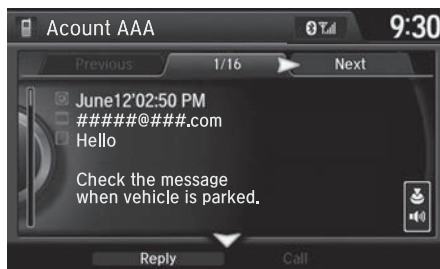 Acount AAA
9:30
Previous
1/16
Next
June12'02:50 PM
#####@###.com
Hello
Check the message
when vehicle is parked.
Reply
Call